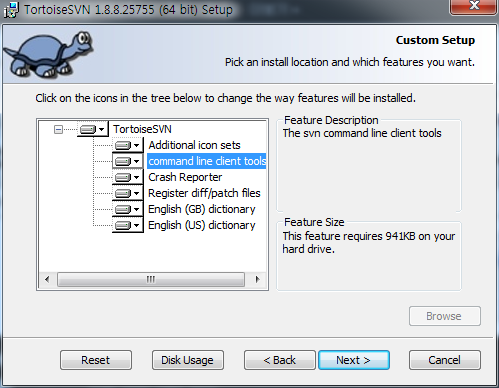 TortoiseSVN 1.8.8.25755 (64 bit) Setup
Custom Setup
Pick an install location and which features you want.
Click on the icons in the tree below to change the way features will be installed.
TortoiseSVN
Additional icon sets
command line client tools
Crash Reporter
Register diff/patch files
English (GB) dictionary
English (US) dictionary
Feature Description
The svn command line client tools
Feature Size
This feature requires 941KB on your
hard drive.
Browse
Reset
Disk Usage
< Back
Next >
Cancel